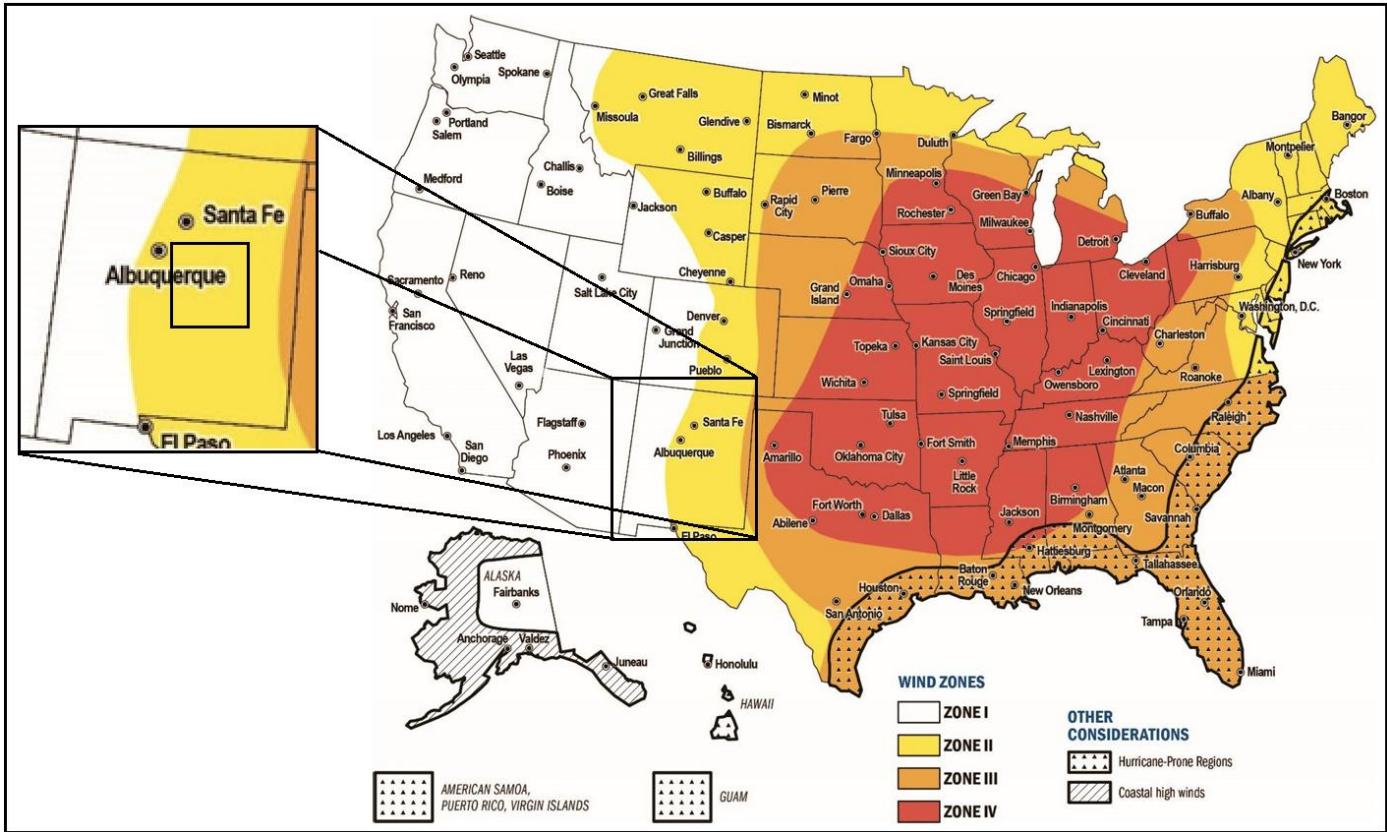 Seattle
Olympia
Spokane
Portland
Salem
Medford
Challis
Boise
Missoula
Great Falls
Glendive
Billings
Minot
Bismarck
Fargo
Duluth
Buffalo
Jackson
Casper
Cheyenne
Rapid
City
Pierre
Minneapolis
Rochester
Green Bay
Milwaukee
Sioux City
Detroit
Buffalo
Albany
Montpelier
Bangor
Boston
New York
Harrisburg
Cleveland
Washington, D.C.
Sacramento
Reno
San
Francisco
Salt Lake City
Las
Vegas
Los Angeles
San
Diego
Flagstaff
Phoenix
Denver
Grand
Junction
Pueblo
Grand
Island
Omaha
Des
Moines
Chicago
Springfield
Indianapolis
Cincinnati
Topeka
Kansas City
Saint Louis
Wichita
Springfield
Owensboro
Lexington
Charleston
Roanoke
Raleigh
Nashville
Tulsa
Oklahoma City
Fort Smith
Memphis
Little
Rock
Amarillo
Santa Fe
Albuquerque
El Paso
Santa Fe
Albuquerque
El Paso
Abilene
Fort Worth
Dallas
Jackson
Birmingham
Montgomery
Atlanta
Macon
Columbia
Savannah
Hattiesburg
Tallahassee
Baton
Rouge
New Orleans
Houston
San Antonio
Orlando
Tampa
Miami
ALASKA
Fairbanks
Nome
Anchorage
Valdez
Juneau
Honolulu
HAWAII
AMERICAN SAMOA,
PUERTO RICO, VIRGIN ISLANDS
GUAM
WIND ZONES
ZONE I
ZONE II
ZONE III
ZONE IV
OTHER
CONSIDERATIONS
Hurricane-Prone Regions
Coastal high winds